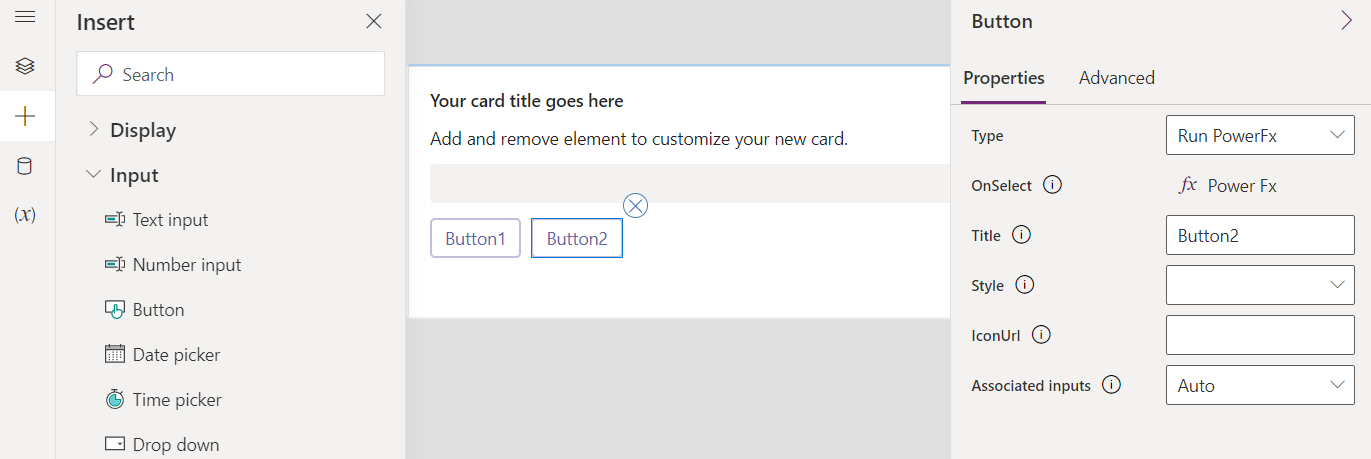 Insert
Search
Display
Input
Text input
Number input
Button
Date picker
Time picker
Drop down
(x)
Your card title goes here
Add and remove element to customize your new card.
Button1
Button2
Button
Properties Advanced
Type Run PowerFx
OnSelect i fx Power Fx
Title i Button2
Style i
IconUrl i
Associated inputs i Auto